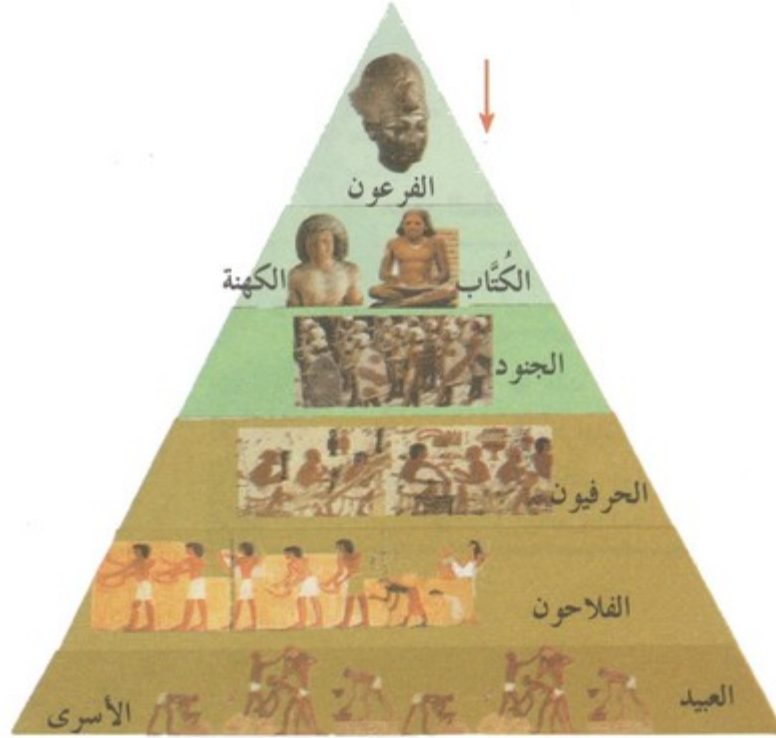 الفرعون
الكُتَّاب الكهنة
الجنود
الحرفيون
الفلاحون
العبيد الأسرى